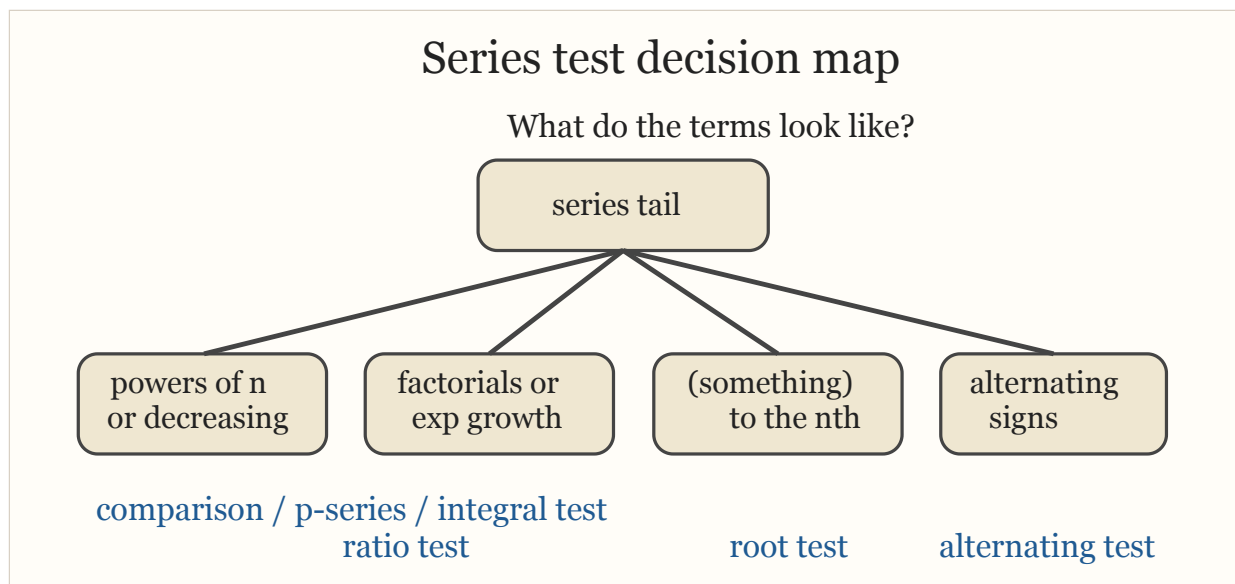 Series test decision map
What do the terms look like?
series tail
powers of n
or decreasing
factorials or
exp growth
(something)
to the nth
alternating
signs
comparison / p-series / integral test
ratio test
root test
alternating test